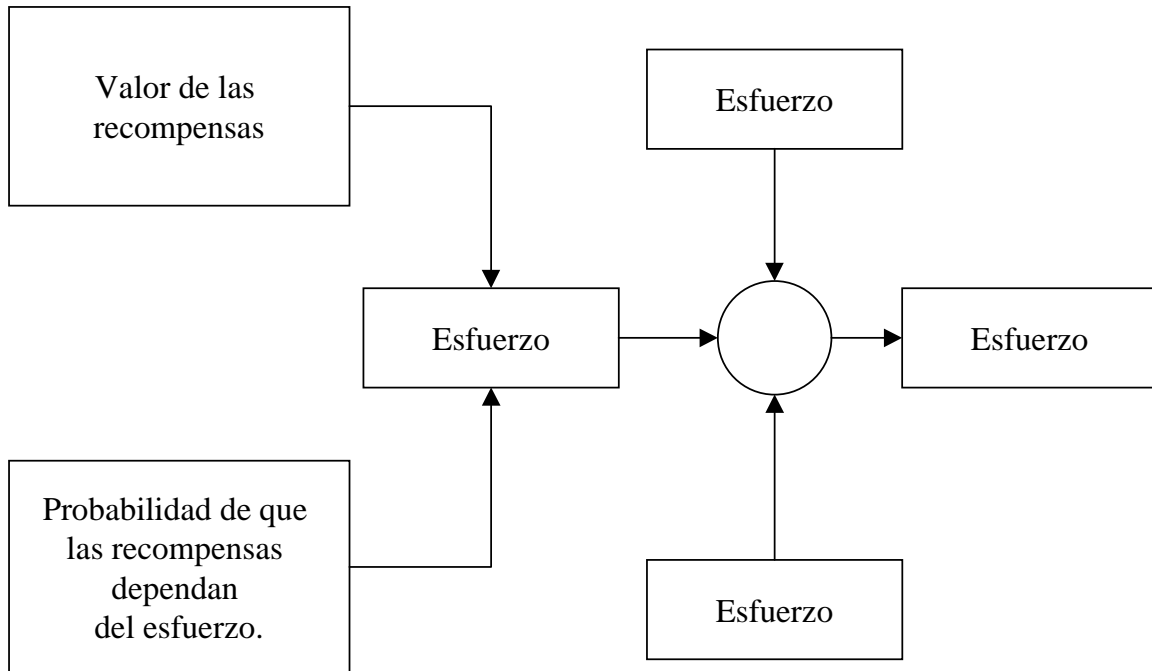 Valor de las
recompensas
Esfuerzo
Esfuerzo
Esfuerzo
Probabilidad de que
las recompensas
dependan
del esfuerzo.
Esfuerzo